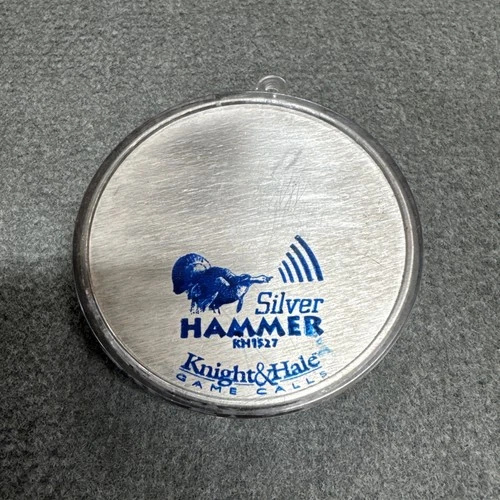 Silver
HAMMER
KH1527
Knight&Hale
GAME CALLS